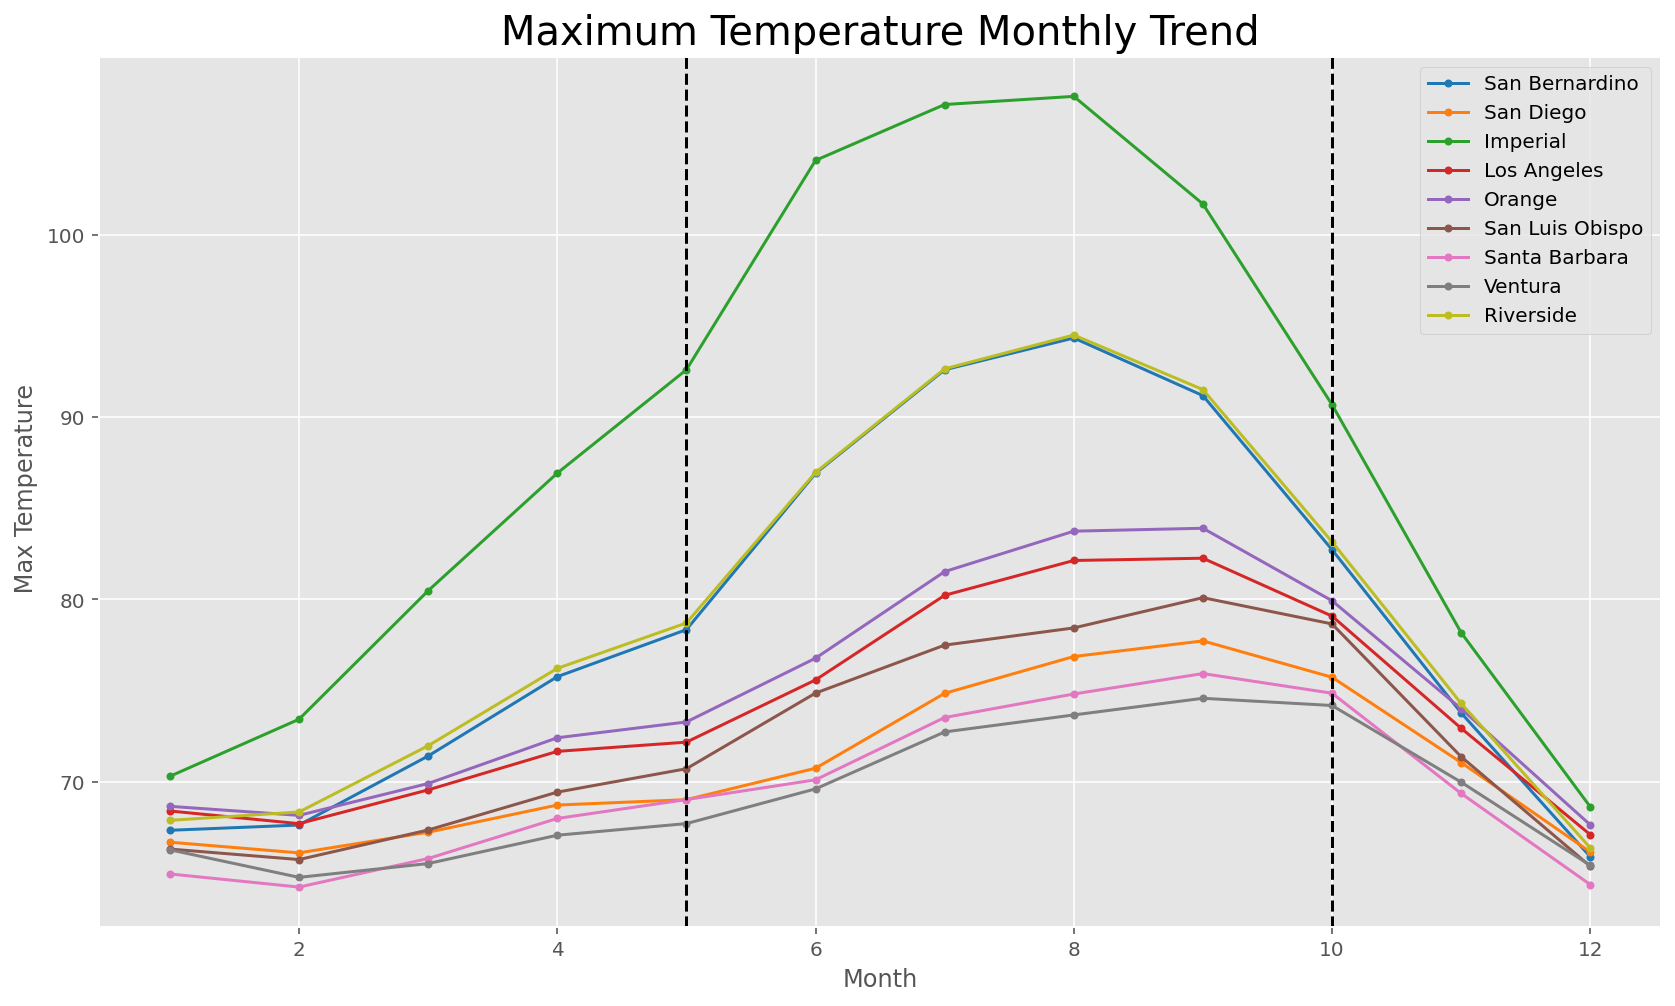 Maximum Temperature Monthly Trend
San Bernardino
San Diego
Imperial
Los Angeles
Orange
San Luis Obispo
Santa Barbara
Ventura
Riverside
Max Temperature
100
90
80
70
2 4 6 8 10 12
Month